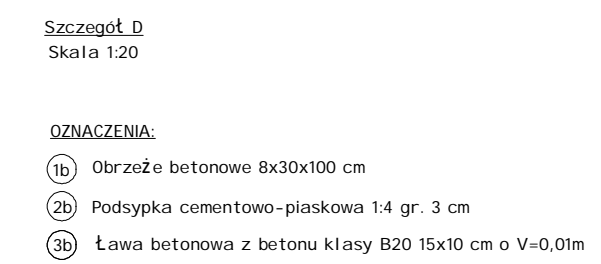 Szczegół D
Skala 1:20
OZNACZENIA:
1b Obrzeże betonowe 8x30x100 cm
2b Podsypka cementowo-piaskowa 1:4 gr. 3 cm
3b Ława betonowa z betonu klasy B20 15x10 cm o V=0,01m